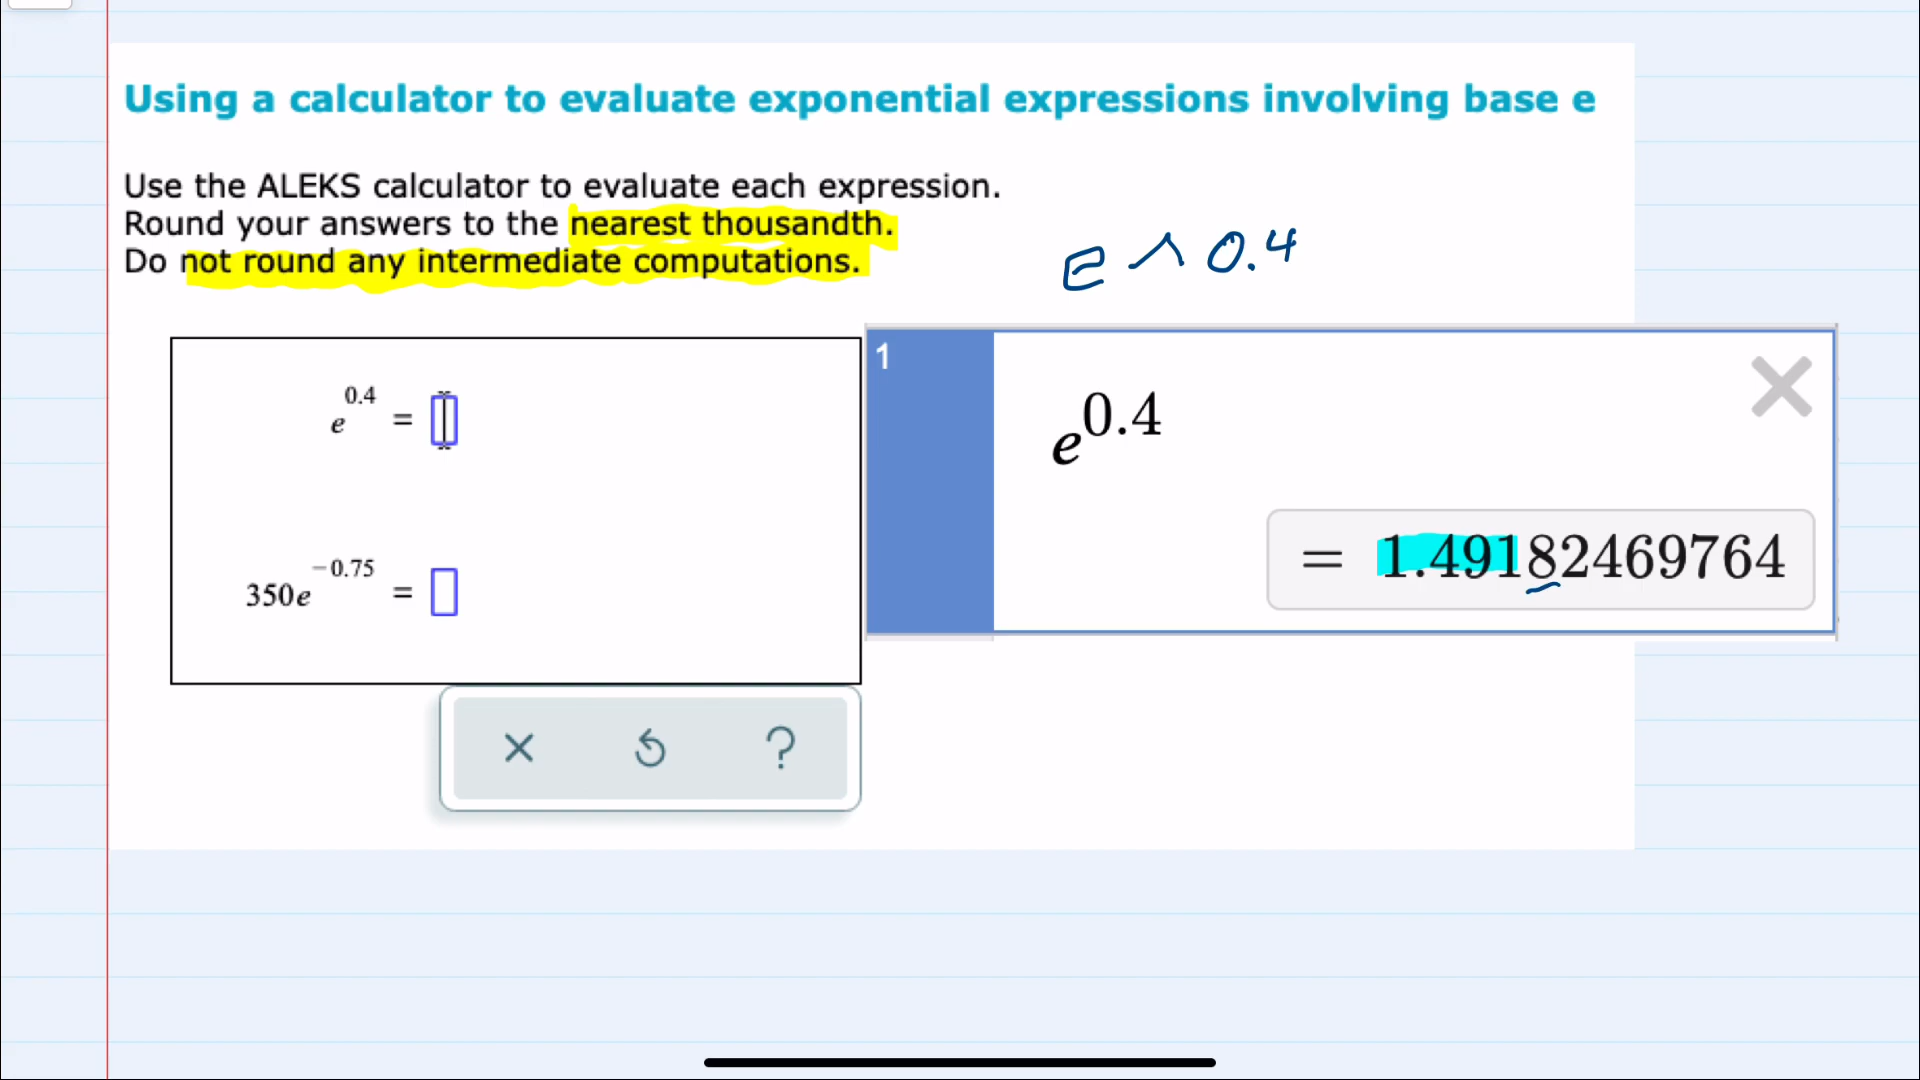 Using a calculator to evaluate exponential expressions involving base e
Use the ALEKS calculator to evaluate each expression.
Round your answers to the nearest thousandth.
Do not round any intermediate computations.
e ^ 0.4
e^0.4 =
350e^−0.75 =
1
e^0.4
= 1.49182469764
?